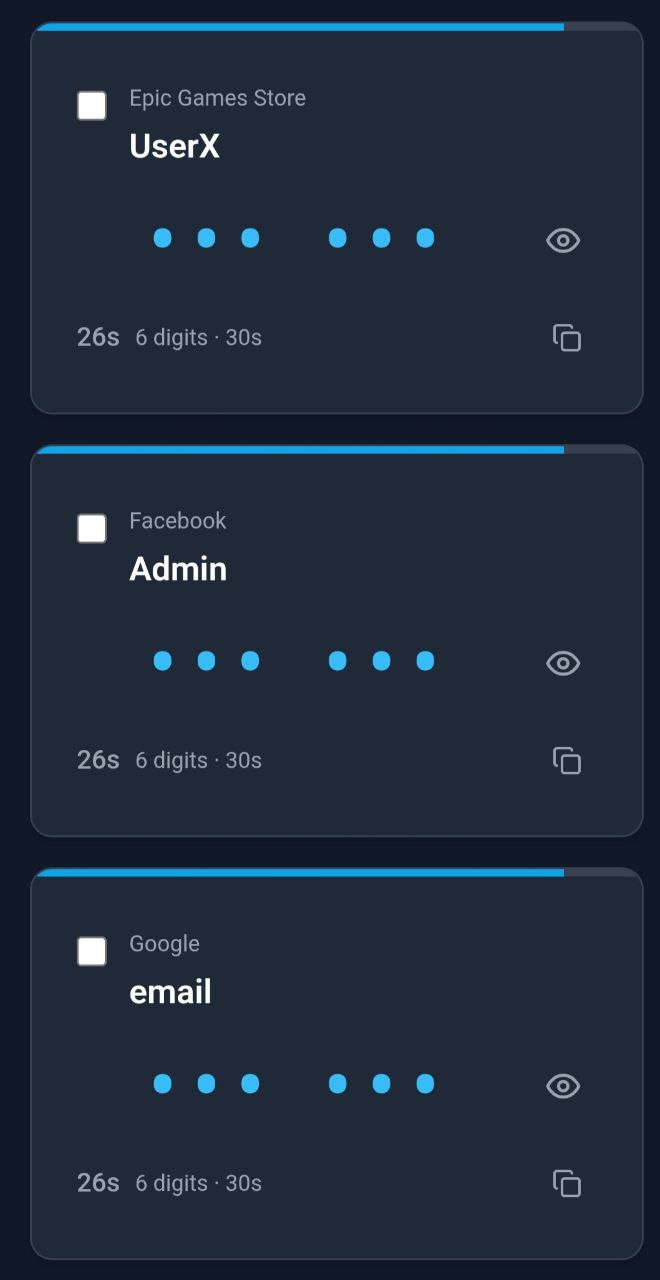 Epic Games Store
UserX
26s 6 digits · 30s
Facebook
Admin
26s 6 digits · 30s
Google
email
26s 6 digits · 30s